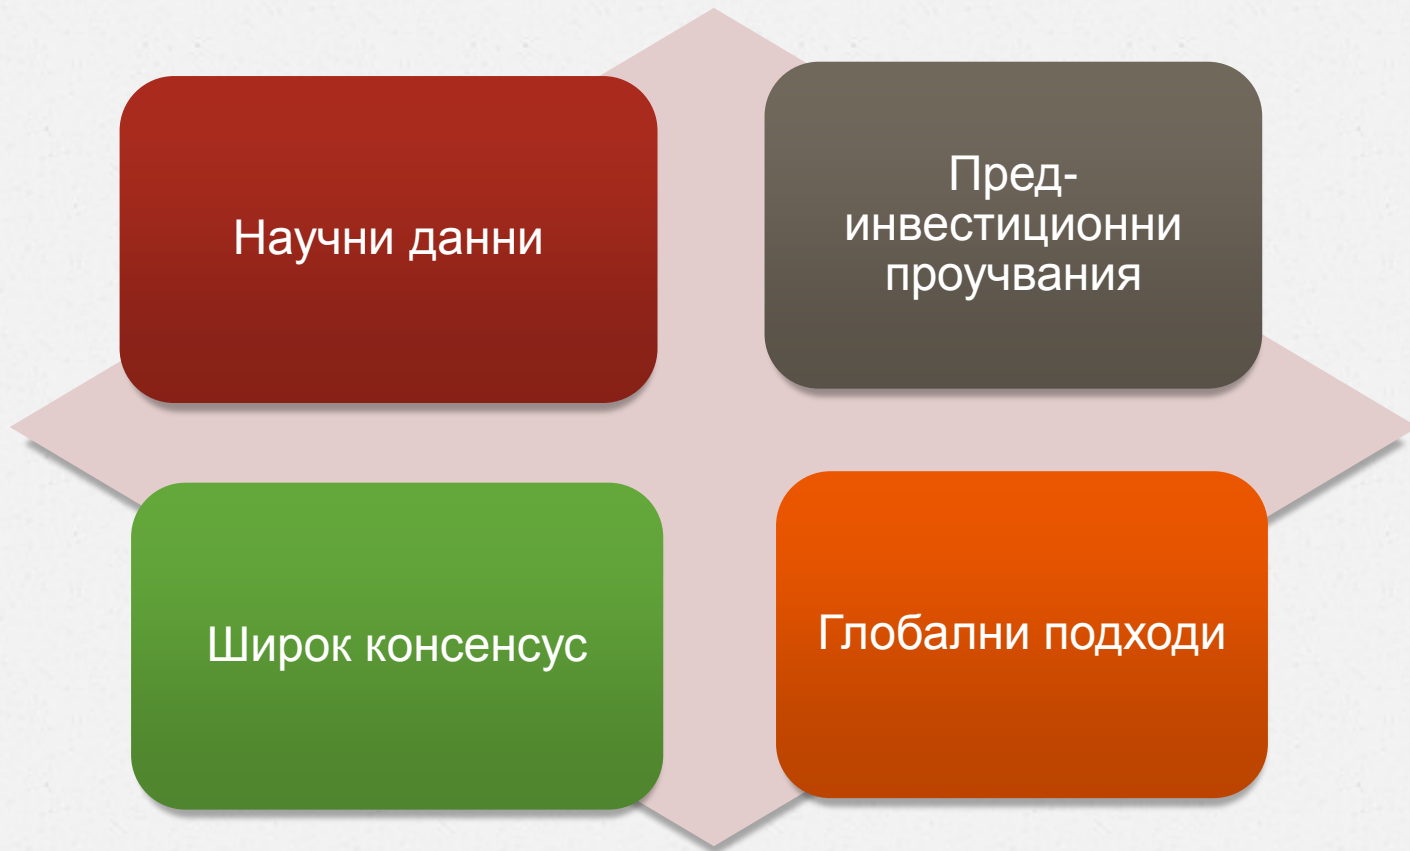 Научни данни
Пред-
инвестиционни
проучвания
Широк консенсус
Глобални подходи